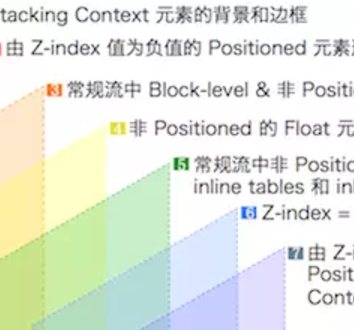 tacking Context 元素的背景和边框
由 Z-index 值为负值的 Positioned 元素
3 常规流中 Block-level & 非 Positi
4 非 Positioned 的 Float 元
5 常规流中非 Positio
inline tables 和 in
6 Z-index =
7 由 Z-i
Posit
Conte